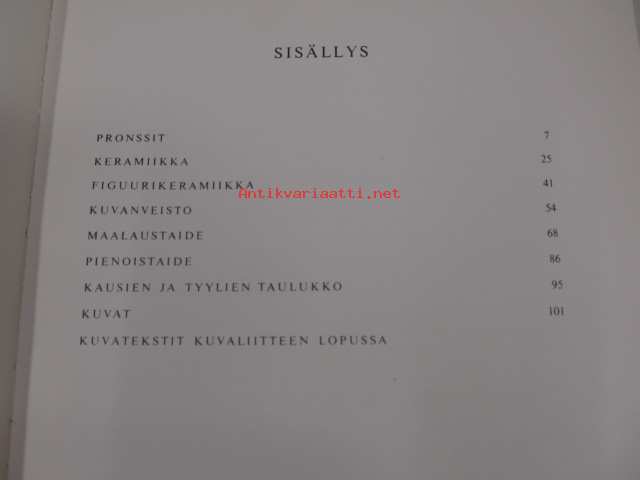 SISÄLLYS
PRONSSIT 7
KERAMIIKKA 25
FIGUURIKERAMIIKKA 41
Antikvariaatti.net
KUVANVEISTO 54
MAALAUSTAIDE 68
PIENOISTAIDE 86
KAUSIEN JA TYYLIEN TAULUKKO 95
KUVAT 101
KUVATEKSTIT KUVALIITTEEN LOPUSSA